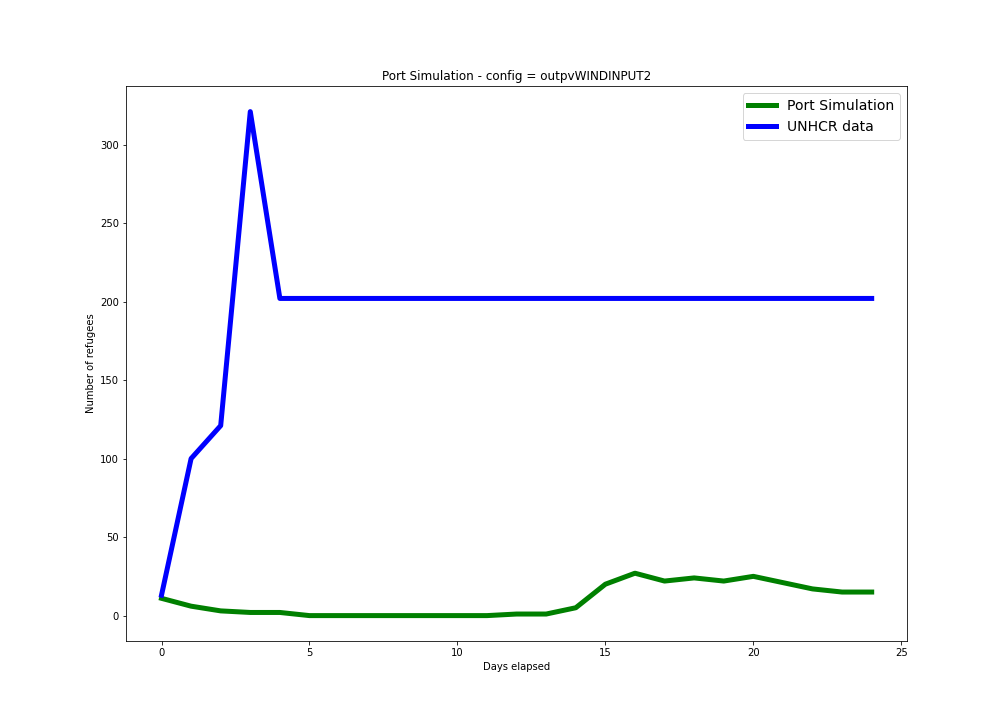 Port Simulation - config = outpvWINDINPUT2
Port Simulation
UNHCR data
Number of refugees
300
250
200
150
100
50
0
0 5 10 15 20 25
Days elapsed